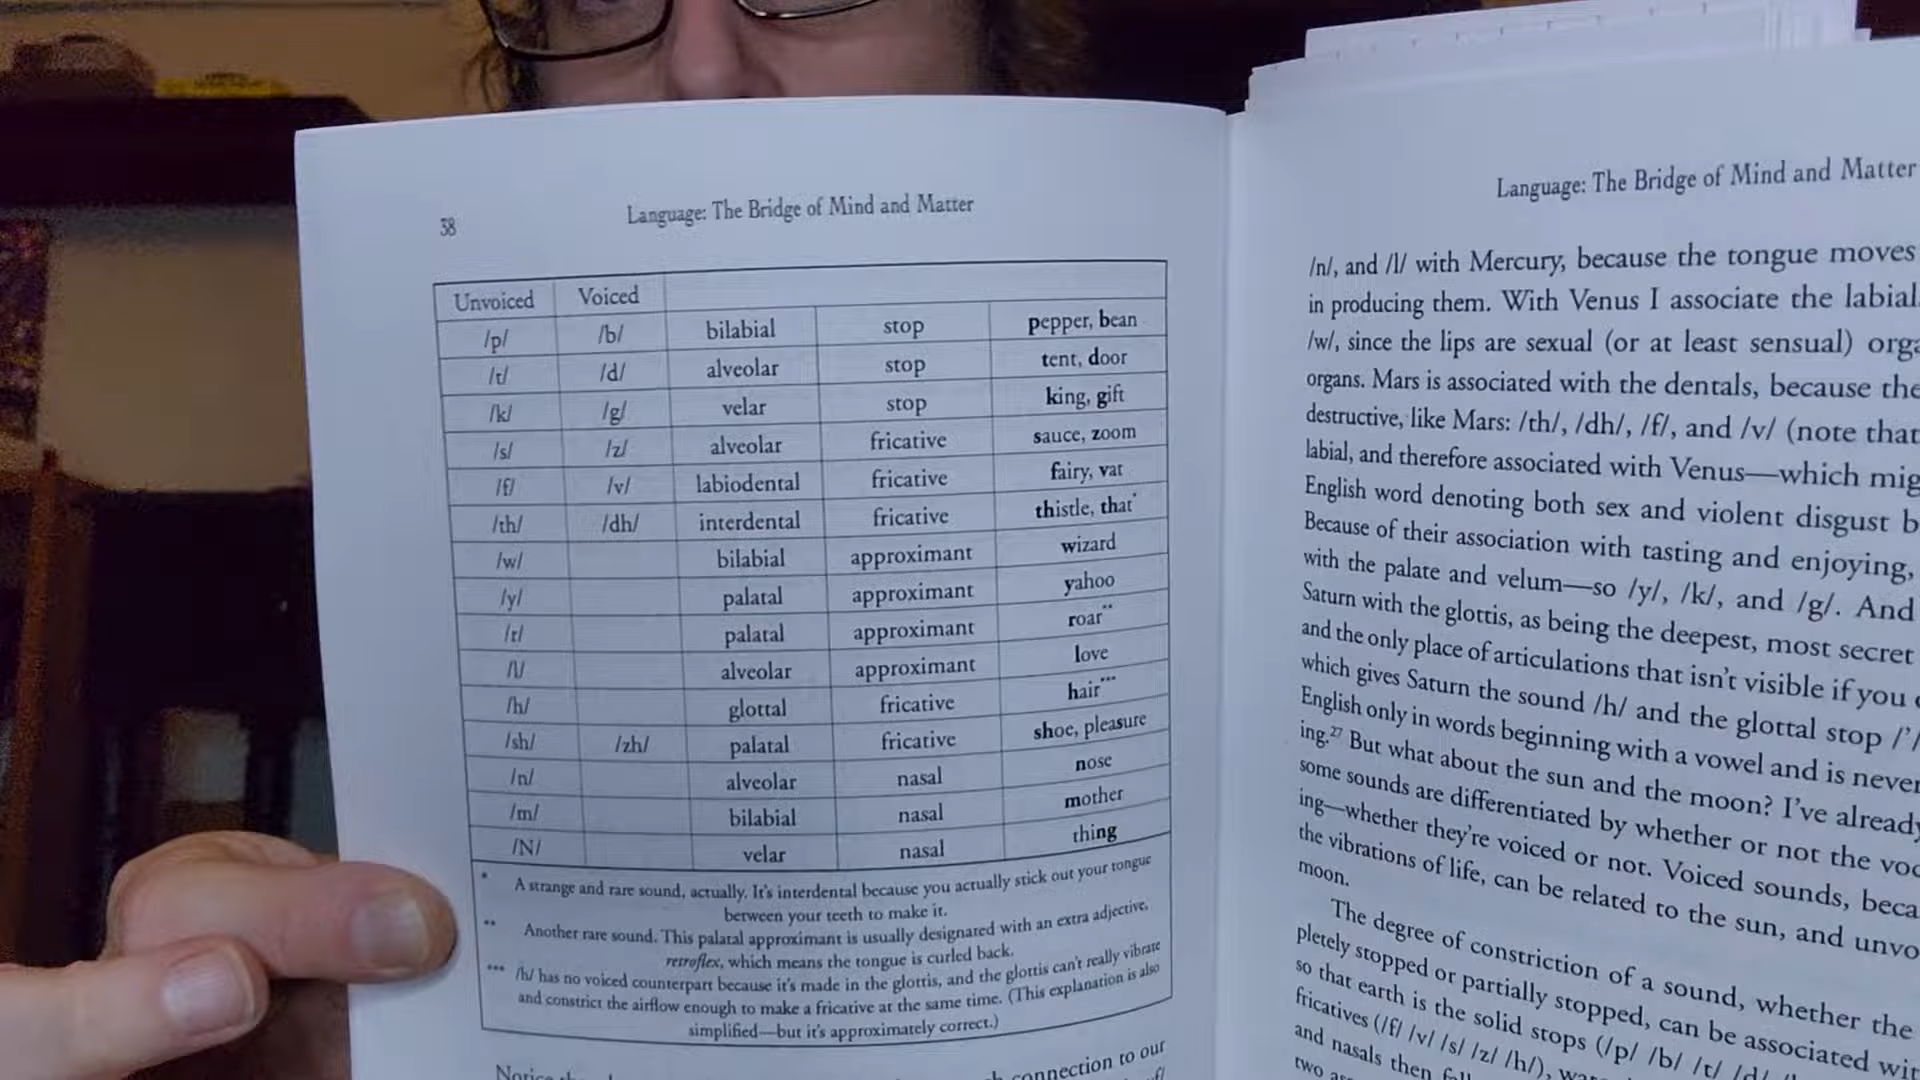 38
Language: The Bridge of Mind and Matter
Unvoiced Voiced
/p/ /b/ bilabial stop pepper, bean
/t/ /d/ alveolar stop tent, door
/k/ /g/ velar stop king, gift
/s/ /z/ alveolar fricative sauce, zoom
/f/ /v/ labiodental fricative fairy, vat
/th/ /dh/ interdental fricative thistle, that*
/w/ bilabial approximant wizard
/y/ palatal approximant yahoo
/r/ palatal approximant roar**
/l/ alveolar approximant love
/h/ glottal fricative hair***
/sh/ /zh/ palatal fricative shoe, pleasure
/n/ alveolar nasal nose
/m/ bilabial nasal mother
/N/ velar nasal thing
* A strange and rare sound, actually. It's interdental because you actually stick out your tongue
between your teeth to make it.
** Another rare sound. This palatal approximant is usually designated with an extra adjective,
retroflex, which means the tongue is curled back.
*** /h/ has no voiced counterpart because it's made in the glottis, and the glottis can't really vibrate
and constrict the airflow enough to make a fricative at the same time. (This explanation is also
simplified—but it's approximately correct.)
connection to our
Language: The Bridge of Mind and Matter
/n/, and /l/ with Mercury, because the tongue moves
in producing them. With Venus I associate the labial
/w/, since the lips are sexual (or at least sensual)
organs. Mars is associated with the dentals, because
destructive, like Mars: /th/, /dh/, /f/, and /v/ (note that
labial, and therefore associated with Venus—which
English word denoting both sex and violent disgust
Because of their association with tasting and enjoying,
with the palate and velum—so /y/, /k/, and /g/. And
Saturn with the glottis, as being the deepest, most secret
and the only place of articulations that isn't visible if you
which gives Saturn the sound /h/ and the glottal stop /'/
English only in words beginning with a vowel and is never
ing.27 But what about the sun and the moon? I've already
some sounds are differentiated by whether or not the
ing—whether they're voiced or not. Voiced sounds,
the vibrations of life, can be related to the sun, and
moon.
The degree of constriction of a sound, whether the
pletely stopped or partially stopped, can be associated
so that earth is the solid stops (/p/ /b/ /t/ /d/
fricatives (/f/ /v/ /s/ /z/ /h/),
and nasals then
two